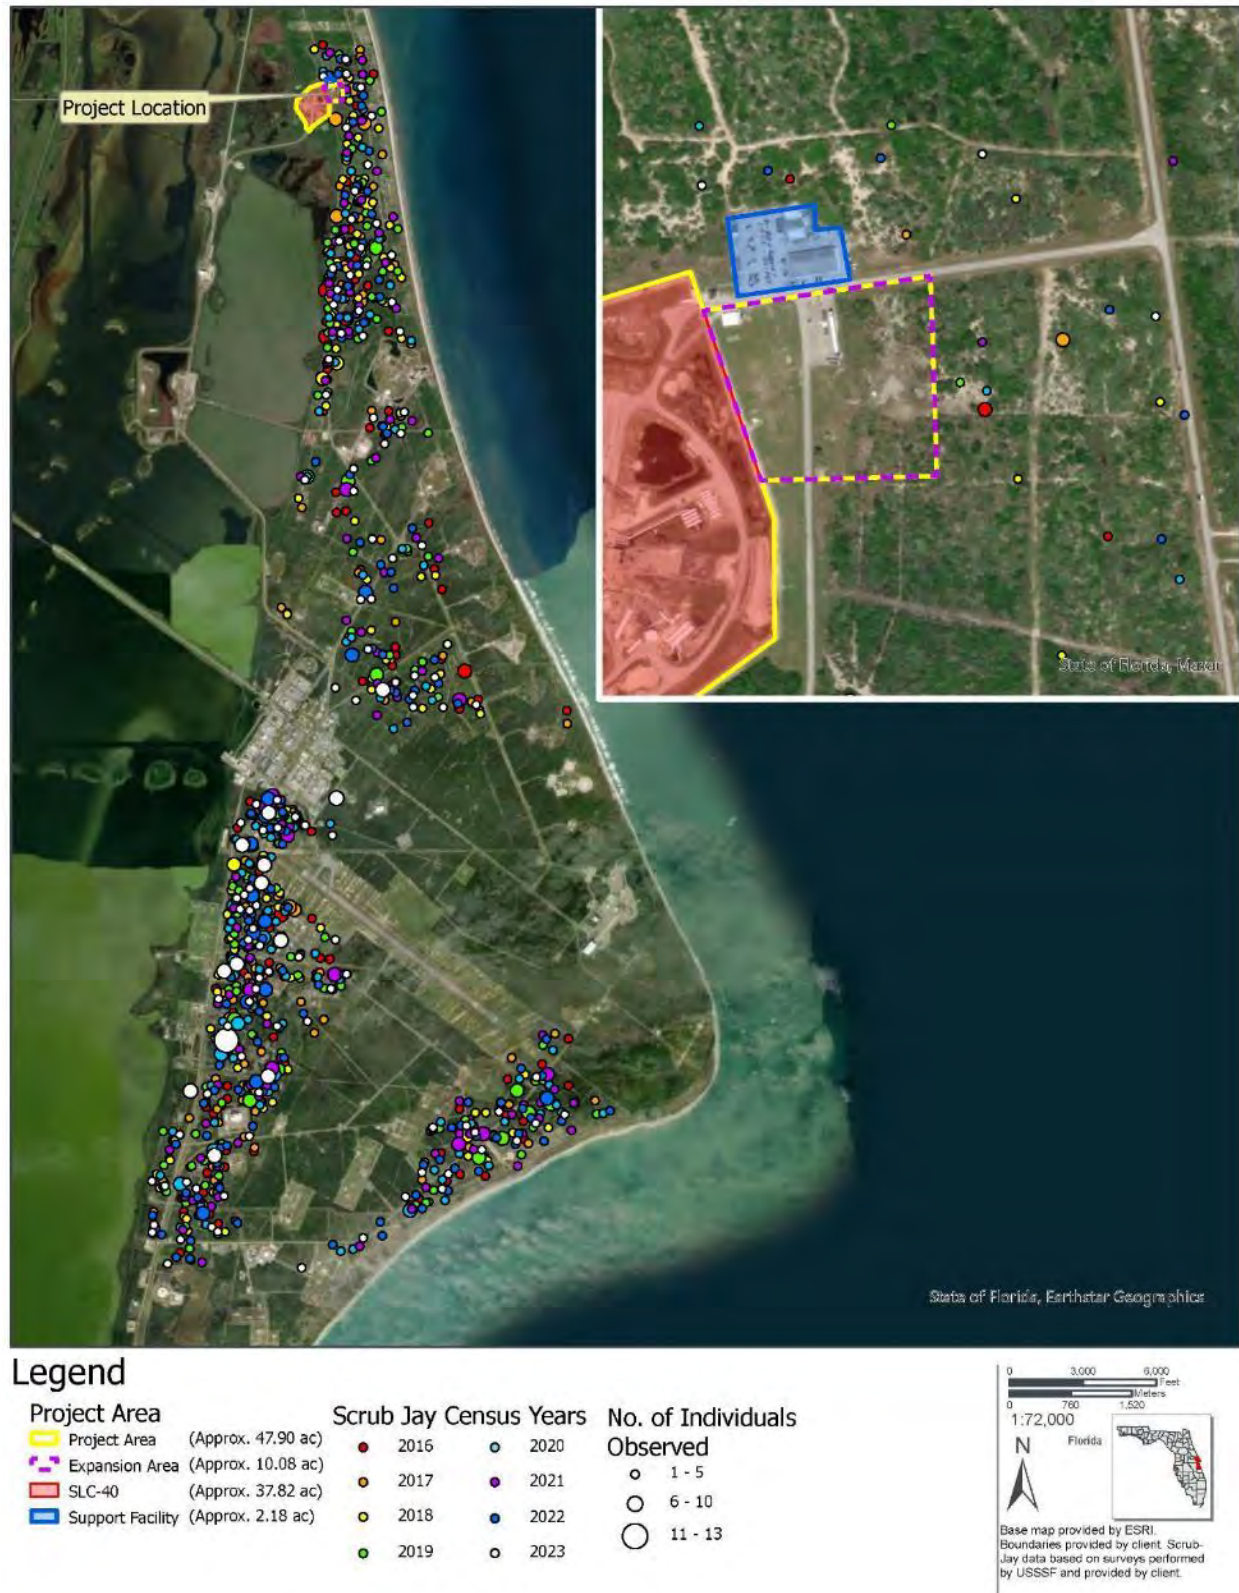 Project Location
State of Florida, Maxar
State of Florida, Earthstar Geographics
Legend
Project Area
Project Area (Approx. 47.90 ac)
Expansion Area (Approx. 10.08 ac)
SLC-40 (Approx. 37.82 ac)
Support Facility (Approx. 2.18 ac)
Scrub Jay Census Years
2016 2020
2017 2021
2018 2022
2019 2023
No. of Individuals
Observed
1 - 5
6 - 10
11 - 13
0 3,000 6,000
Feet
Meters
0 760 1,520
1:72,000
N
Florida
Base map provided by ESRI.
Boundaries provided by client. Scrub-
Jay data based on surveys performed
by USSSF and provided by client.